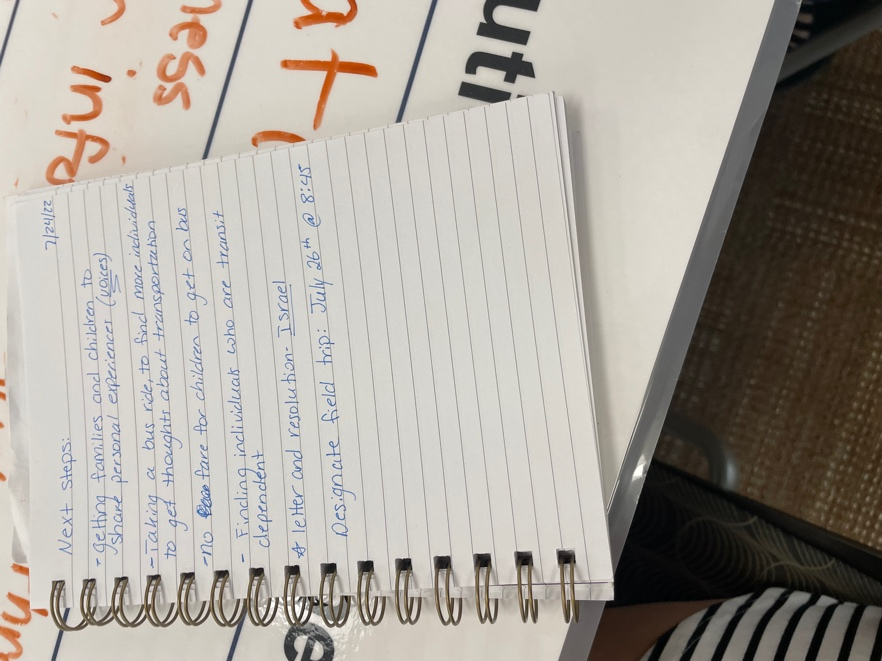 7/24/22
Next Steps:
- getting families and children to
share personal experiences (voices)
- Taking a bus ride, to find more individuals
to get thoughts about transportation
- no fare for children to get on bus
- Finding individuals who are transit
dependent
* letter and resolution - Israel
Designate field trip: July 26th @ 8:45
ess